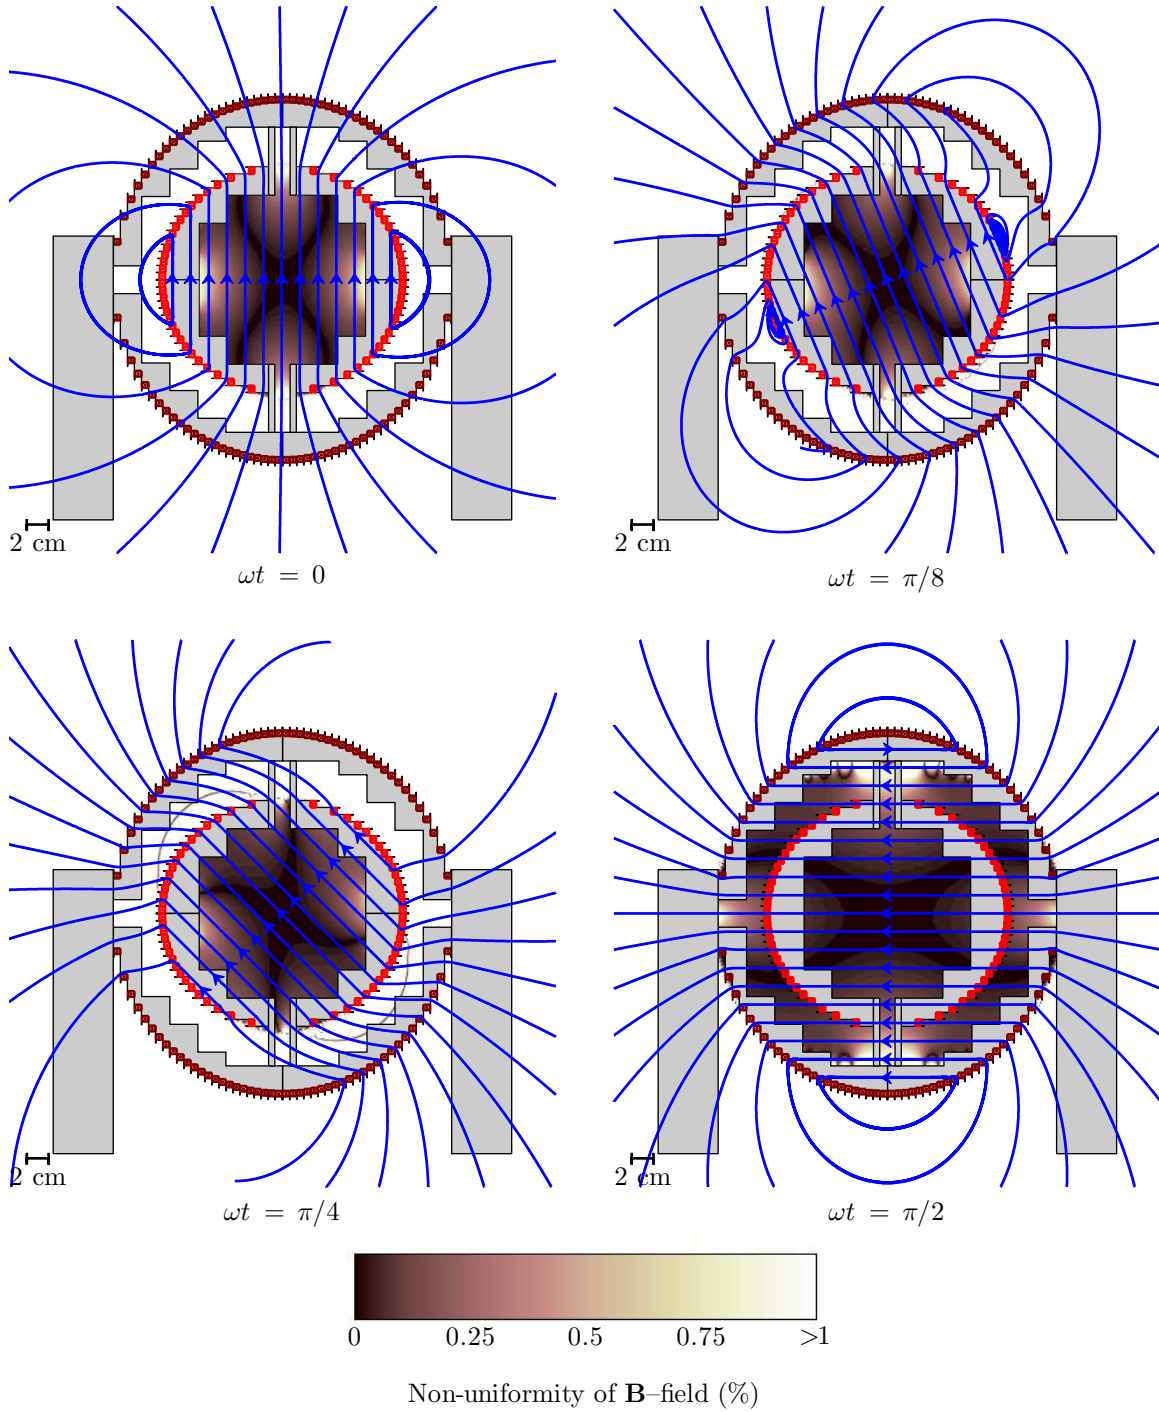 2 cm
2 cm
ωt = 0
ωt = π/8
2 cm
2 cm
ωt = π/4
ωt = π/2
0
0.25
0.5
0.75
>1
Non-uniformity of B–field (%)